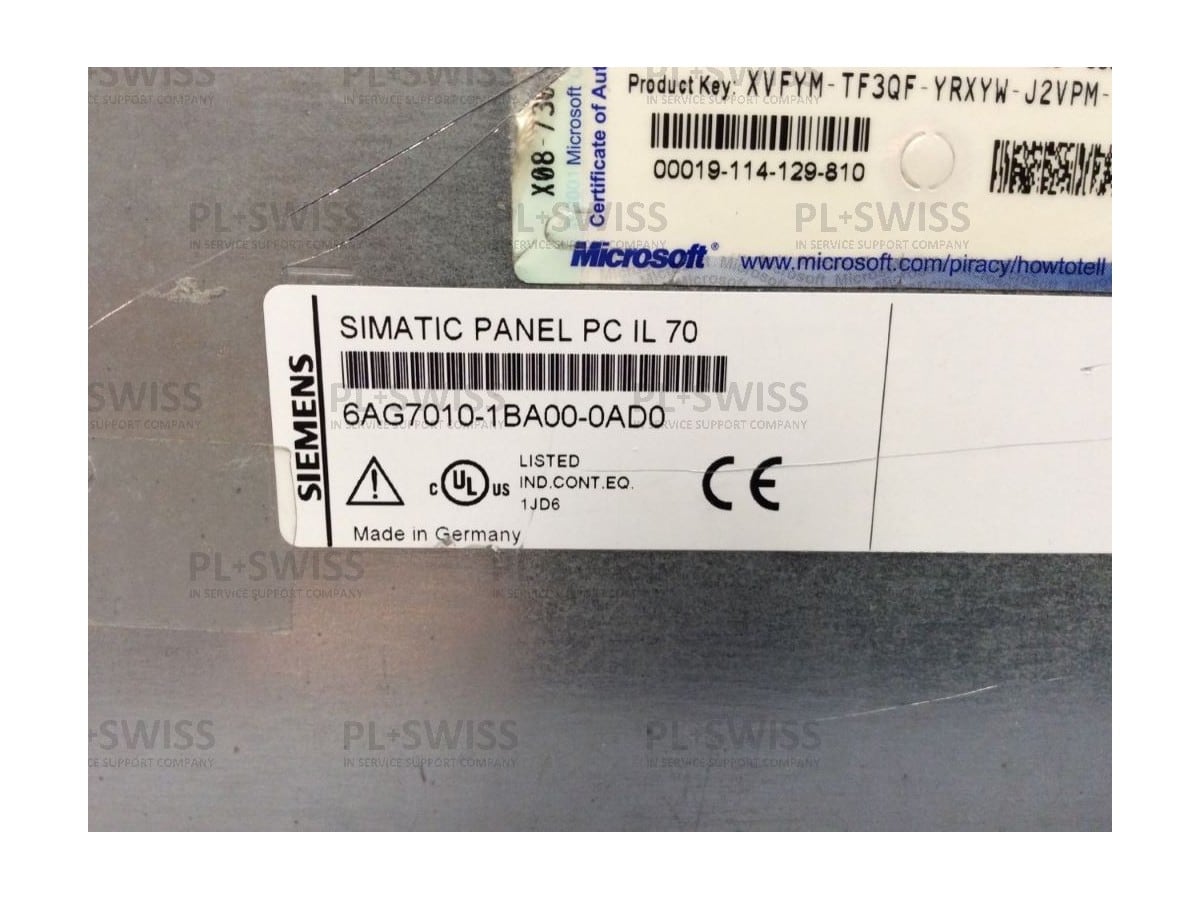 Product Key: XVFYM-TF3QF-YRXYW-J2VPM-
00019-114-129-810
X08-730
Microsoft
Certificate of Aut
Microsoft®
www.microsoft.com/piracy/howtotell
SIEMENS
SIMATIC PANEL PC IL 70
6AG7010-1BA00-0AD0
C UL US
LISTED
IND.CONT.EQ.
1JD6
CE
Made in Germany
PL+SWISS
IN SERVICE SUPPORT COMPANY